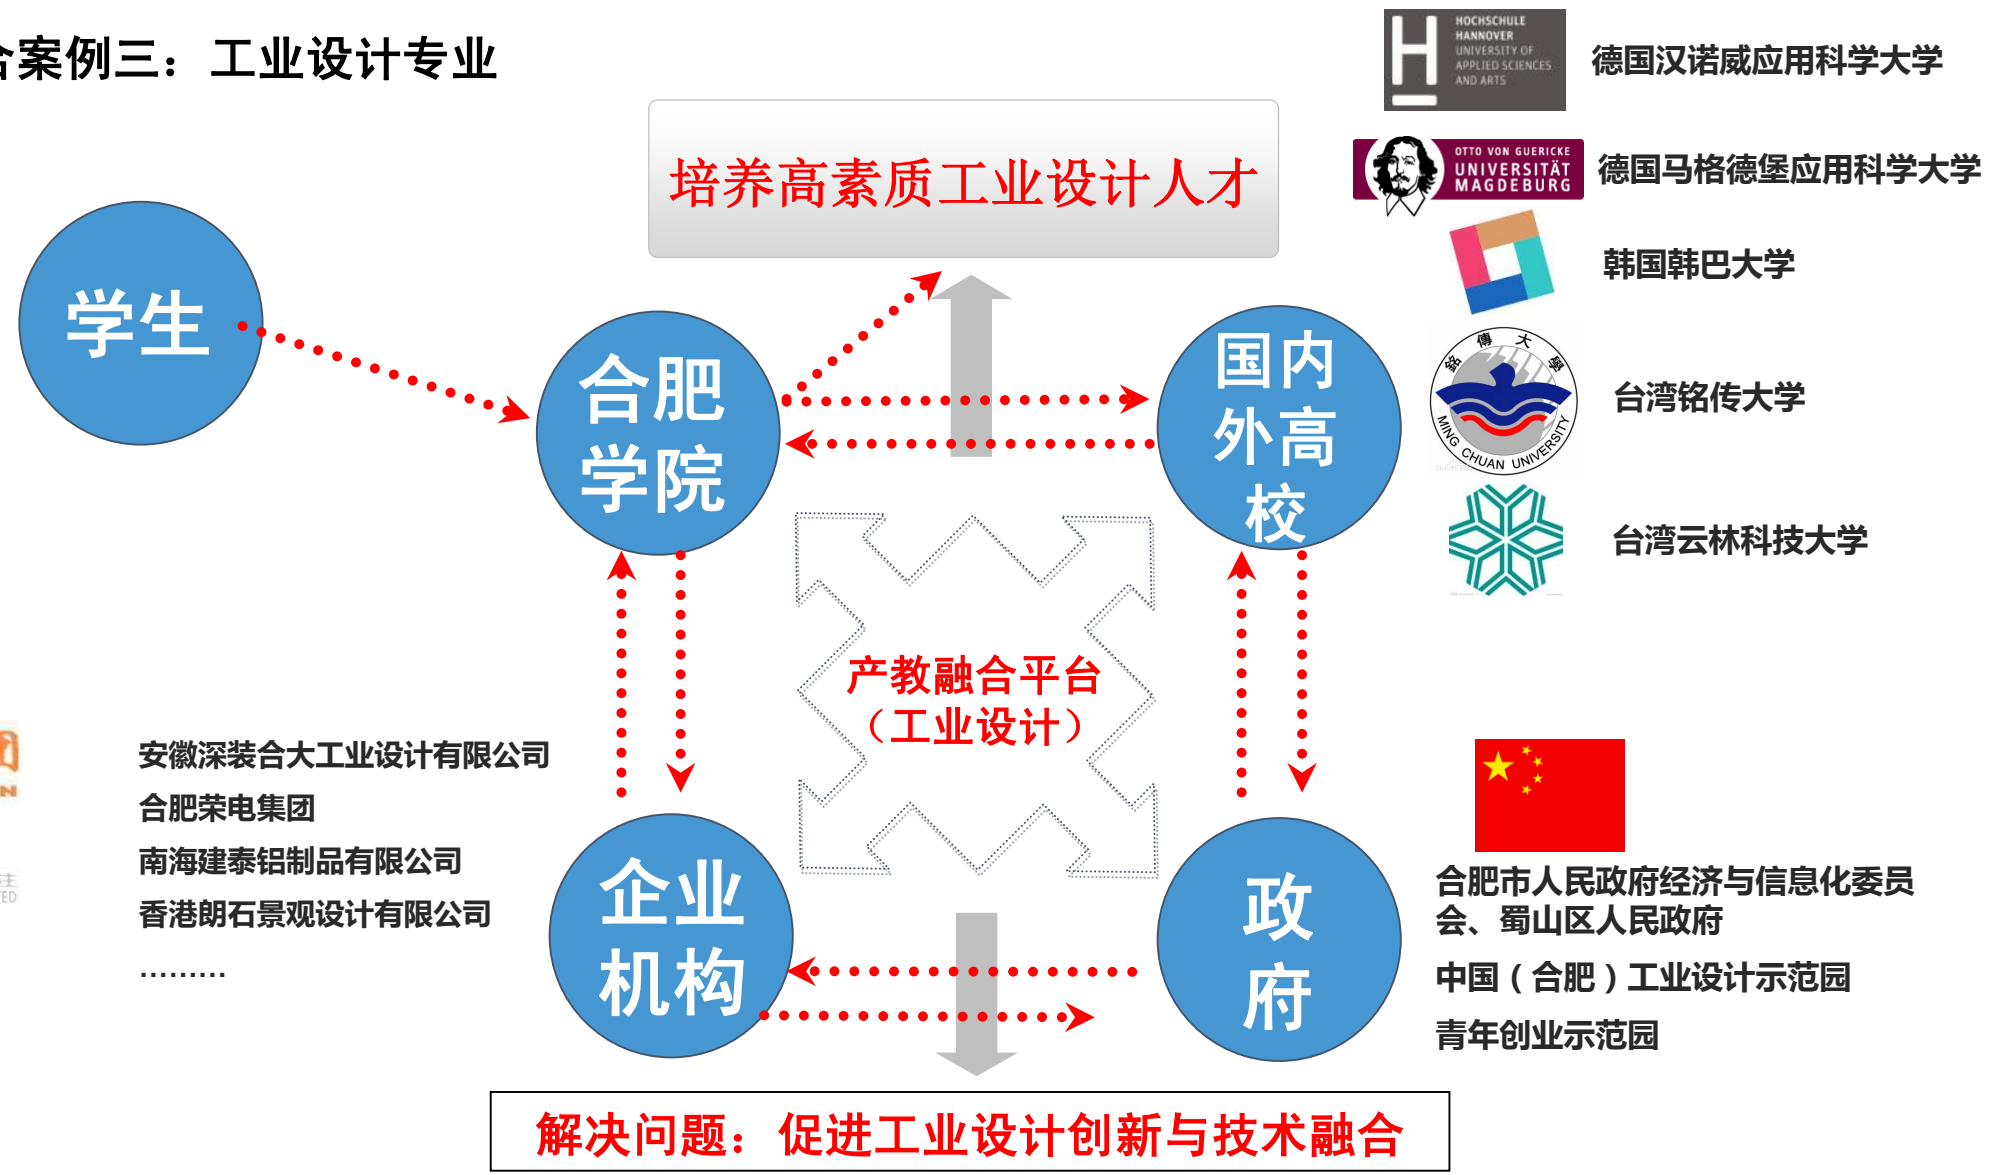 合案例三：工业设计专业
HOCHSCHULE
HANNOVER
UNIVERSITY OF
APPLIED SCIENCES
AND ARTS
德国汉诺威应用科学大学
培养高素质工业设计人才
OTTO VON GUERICKE
UNIVERSITÄT
MAGDEBURG
德国马格德堡应用科学大学
韩国韩巴大学
学生
合肥
学院
国内
外高
校
銘傳大學
MING CHUAN UNIVERSITY
台湾铭传大学
台湾云林科技大学
产教融合平台
（工业设计）
安徽深装合大工业设计有限公司
合肥荣电集团
南海建泰铝制品有限公司
香港朗石景观设计有限公司
………
注
TED
企业
机构
政
府
合肥市人民政府经济与信息化委员
会、蜀山区人民政府
中国（合肥）工业设计示范园
青年创业示范园
解决问题：促进工业设计创新与技术融合